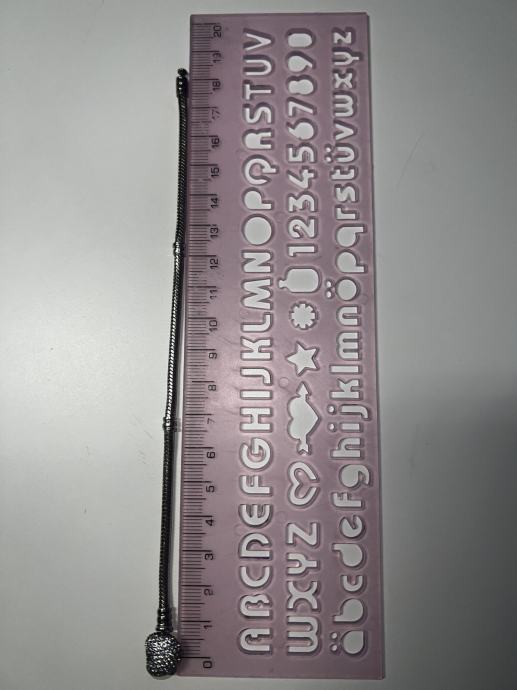 0 1 2 3 4 5 6 7 8 9 10 11 12 13 14 15 16 17 18 19 20
ABCDEFGHIJKLMNOPQRSTUV
WXYZ 1234567890
äbcdefghijklmnöpqrstüvwxyz